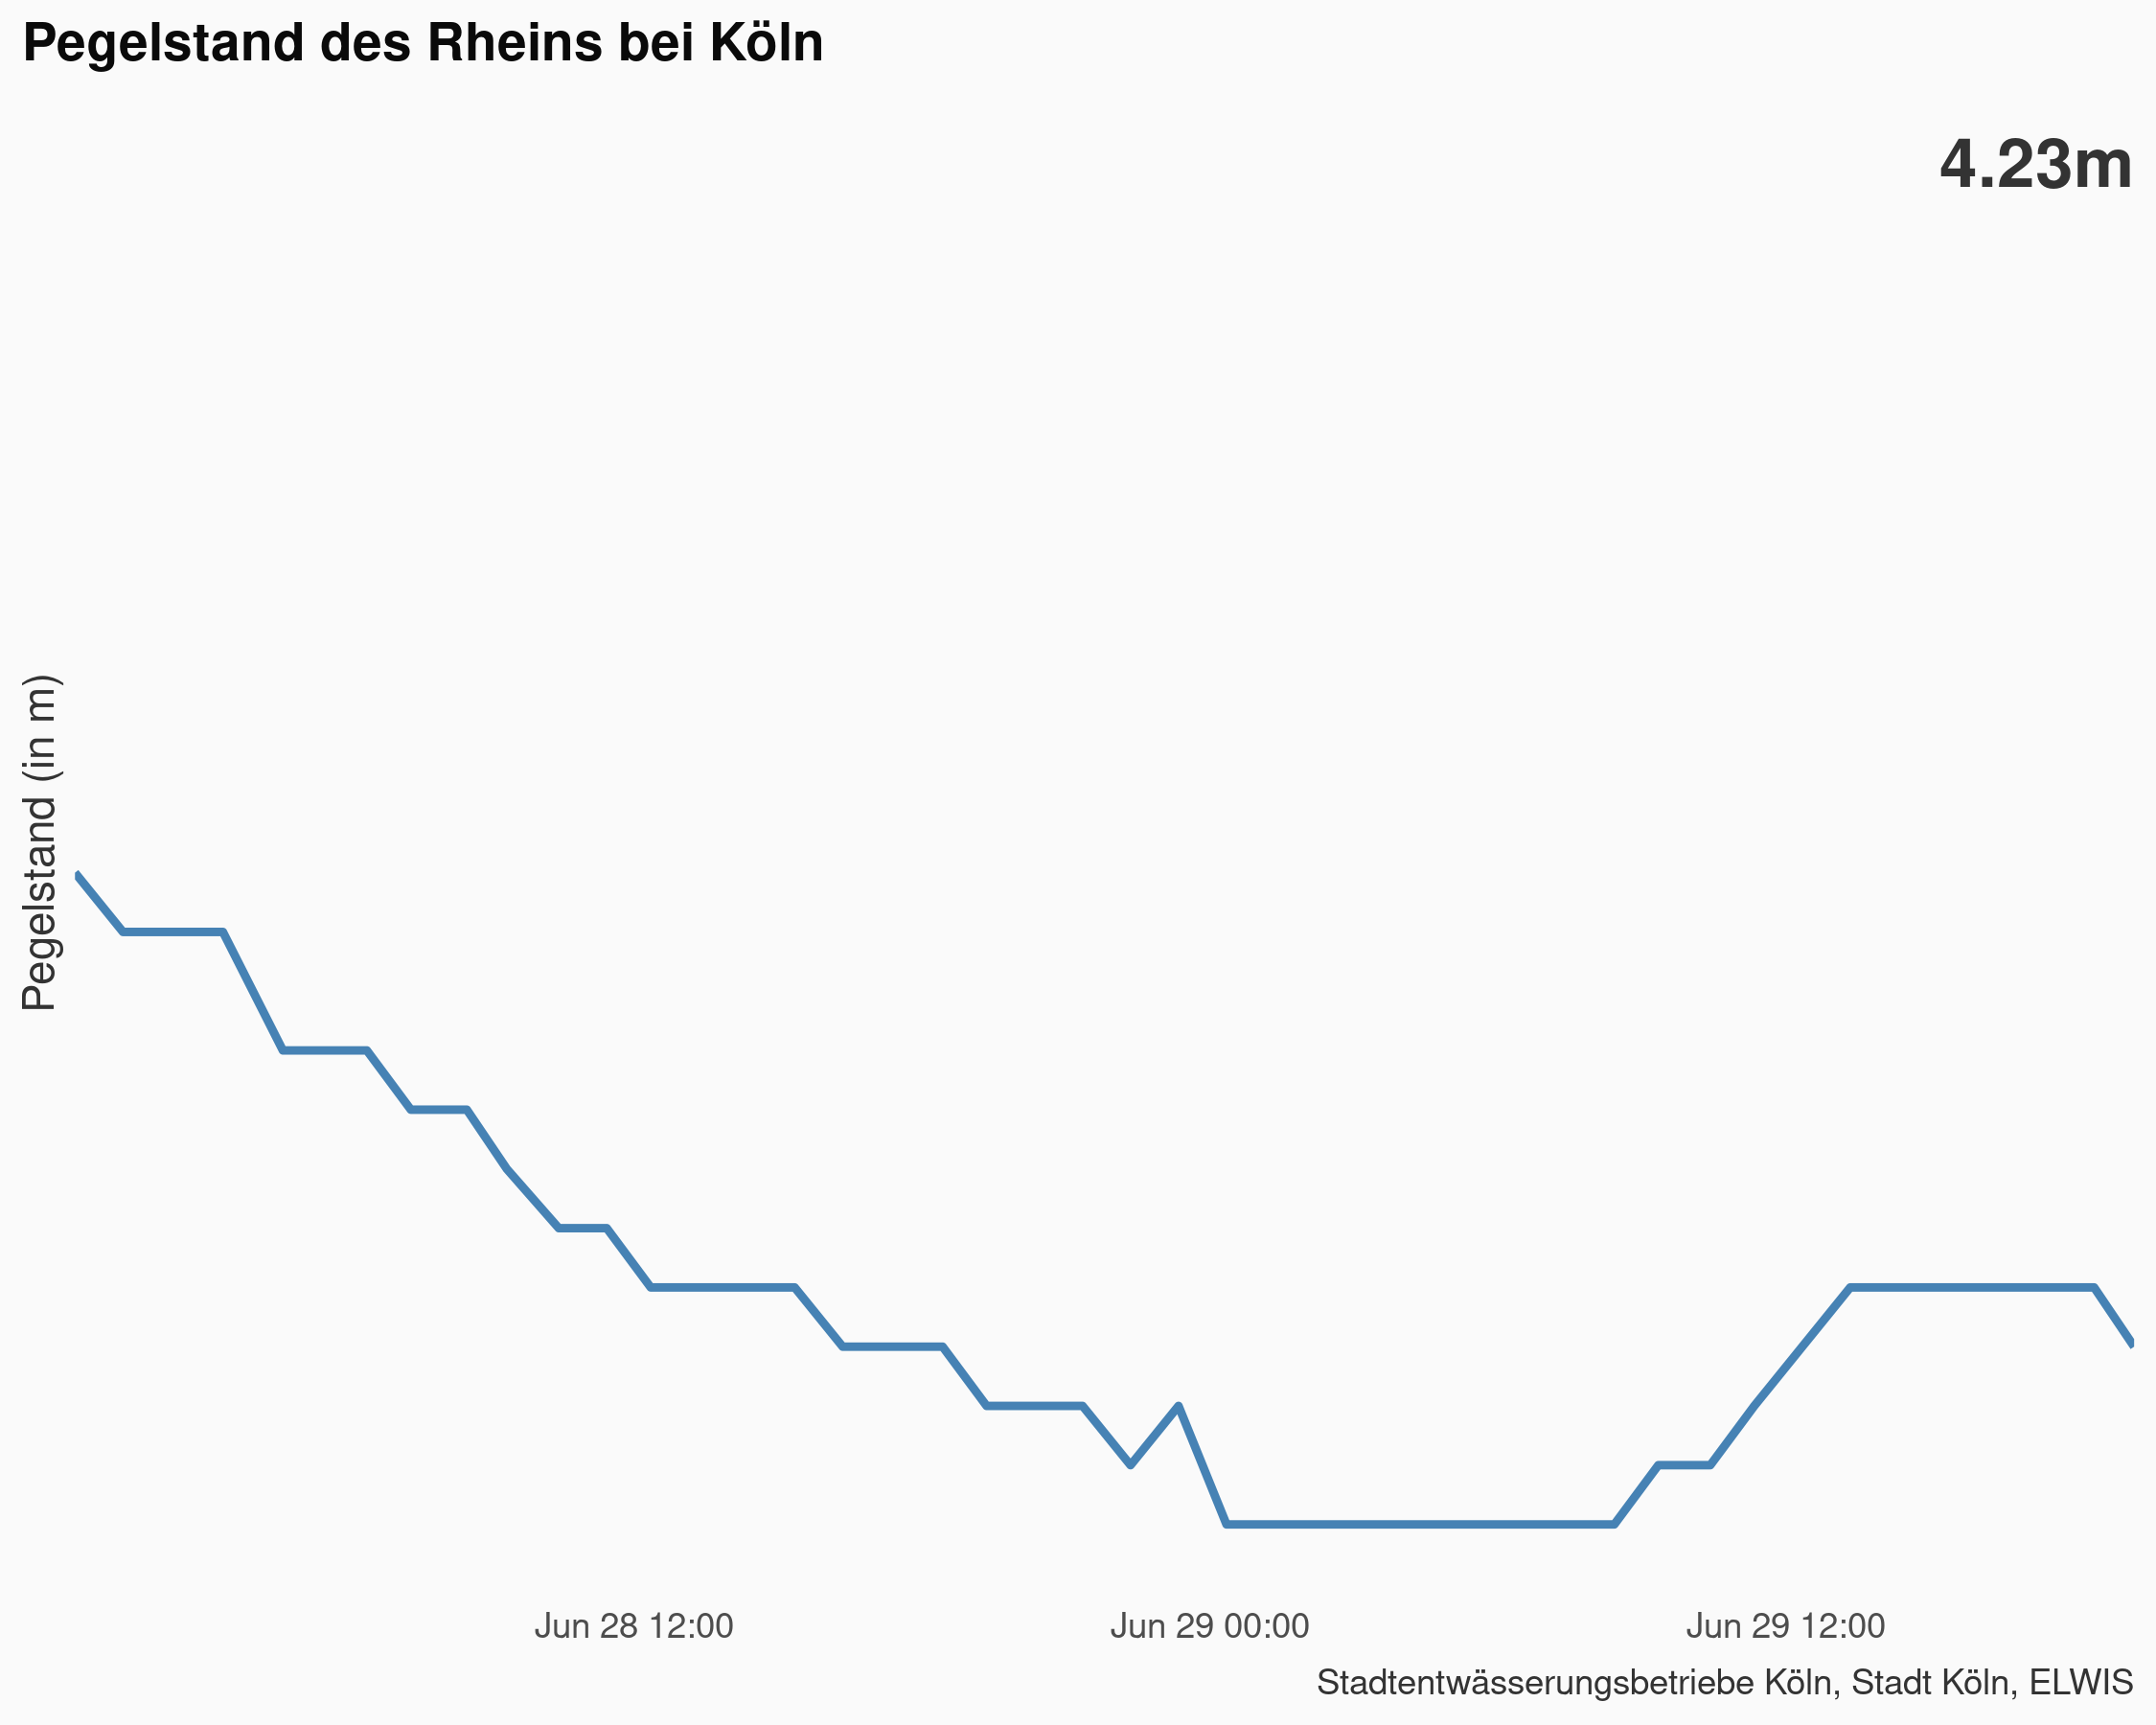 Pegelstand des Rheins bei Köln
4.23m
Pegelstand (in m)
Jun 28 12:00
Jun 29 00:00
Jun 29 12:00
Stadtentwässerungsbetriebe Köln, Stadt Köln, ELWIS